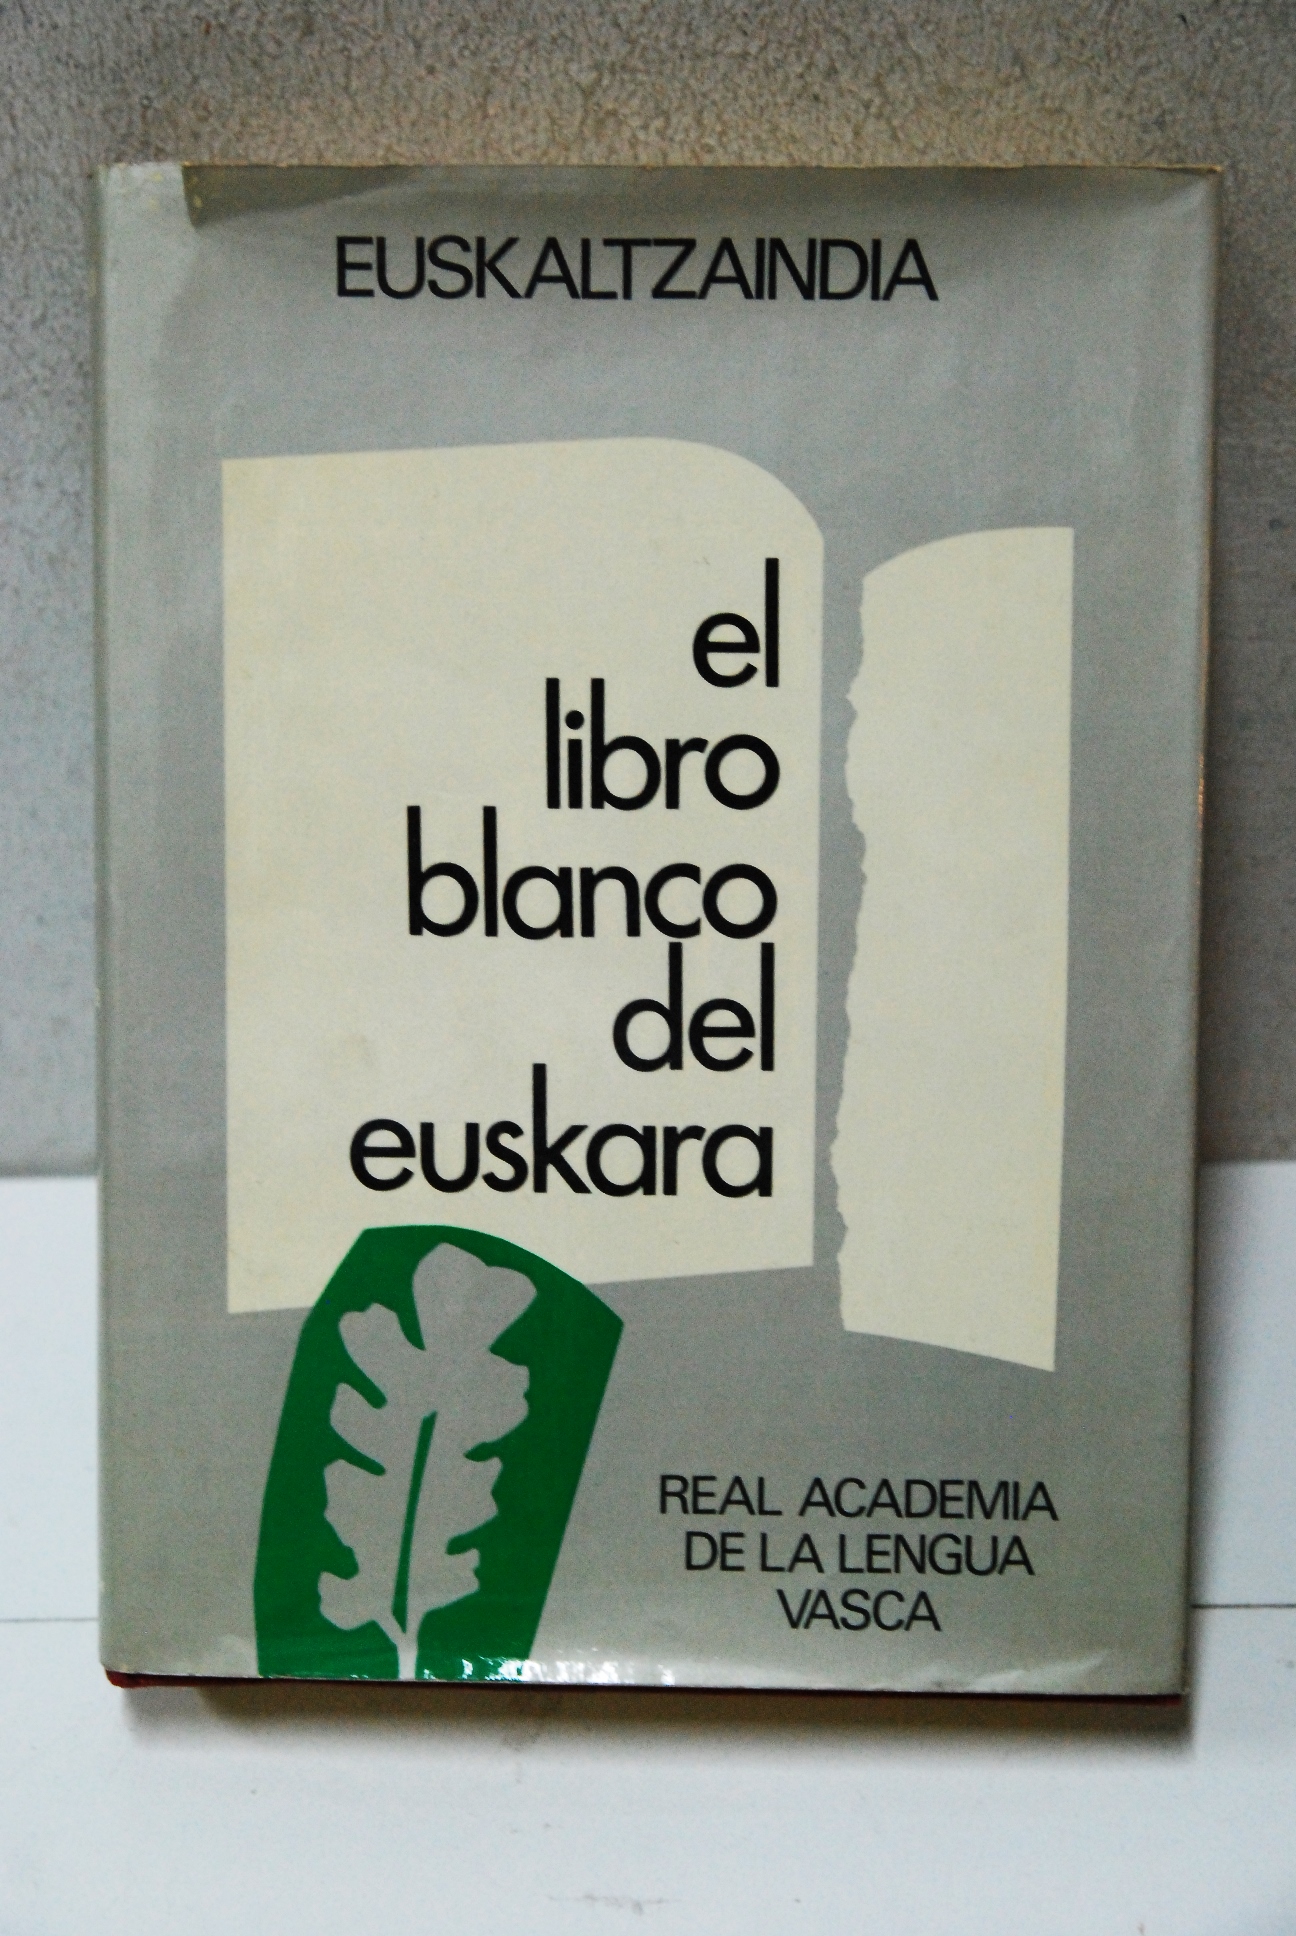 EUSKALTZAINDIA
el
libro
blanco
del
euskara
REAL ACADEMIA
DE LA LENGUA
VASCA